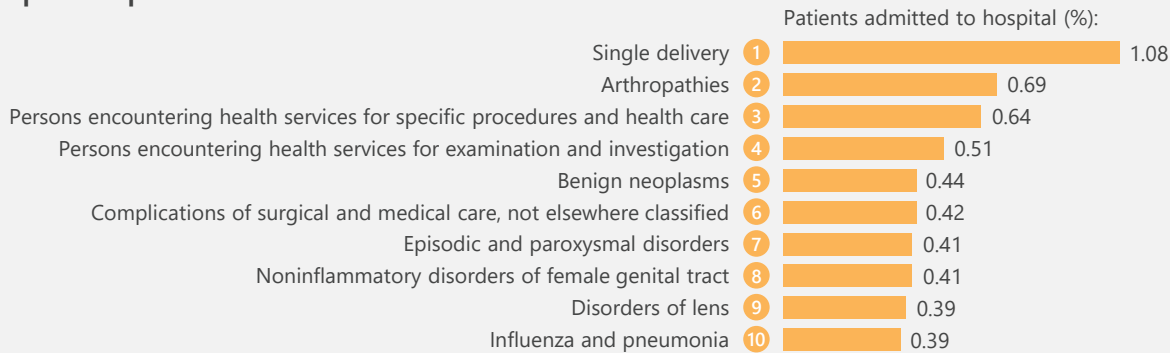 Patients admitted to hospital (%):
Single delivery 1 1.08
Arthropathies 2 0.69
Persons encountering health services for specific procedures and health care 3 0.64
Persons encountering health services for examination and investigation 4 0.51
Benign neoplasms 5 0.44
Complications of surgical and medical care, not elsewhere classified 6 0.42
Episodic and paroxysmal disorders 7 0.41
Noninflammatory disorders of female genital tract 8 0.41
Disorders of lens 9 0.39
Influenza and pneumonia 10 0.39